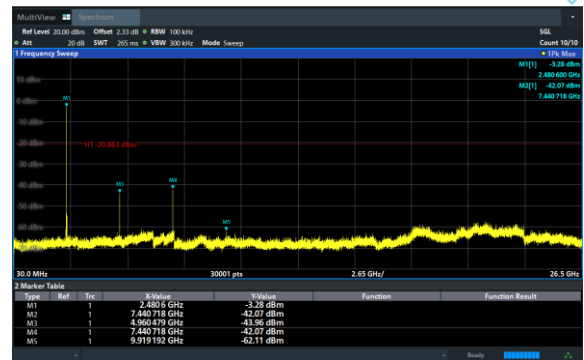 MultiView Spectrum
Ref Level 20.00 dBm Offset 2.33 dB RBW 100 kHz SGL
Att 20 dB SWT 265 ms VBW 300 kHz Mode Sweep Count 10/10
1 Frequency Sweep 1Pk Max
M1[1] -3.28 dBm
2.480 600 GHz
M2[1] -42.07 dBm
7.440 718 GHz
10 dBm
0 dBm
M1
-10 dBm
-20 dBm
H1 -20.863 dBm
-30 dBm
M3
M4
-40 dBm
-50 dBm
M5
-60 dBm
30.0 MHz 30001 pts 2.65 GHz/ 26.5 GHz
2 Marker Table
Type Ref Trc X-Value Y-Value Function Function Result
M1 1 2.4806 GHz -3.28 dBm
M2 1 7.440 718 GHz -42.07 dBm
M3 1 4.960 479 GHz -43.96 dBm
M4 1 7.440 718 GHz -42.07 dBm
M5 1 9.919 192 GHz -62.11 dBm
Ready